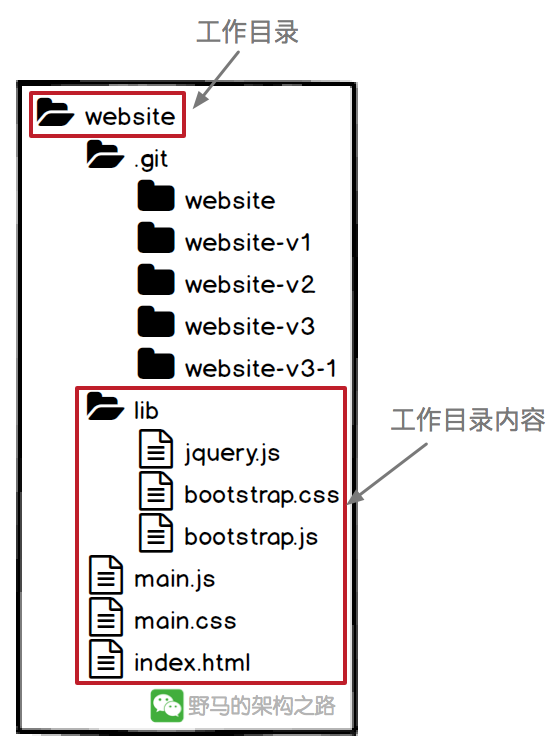 工作目录
website
.git
website
website-v1
website-v2
website-v3
website-v3-1
lib
工作目录内容
jquery.js
bootstrap.css
bootstrap.js
main.js
main.css
index.html
野马的架构之路